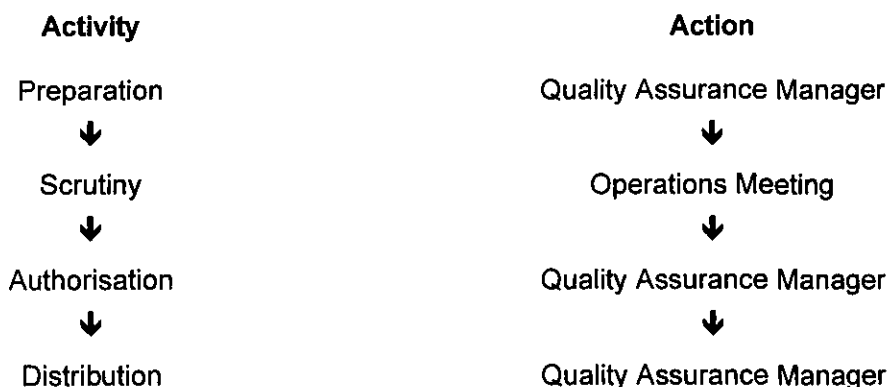 Activity Action
Preparation Quality Assurance Manager
Scrutiny Operations Meeting
Authorisation Quality Assurance Manager
Distribution Quality Assurance Manager